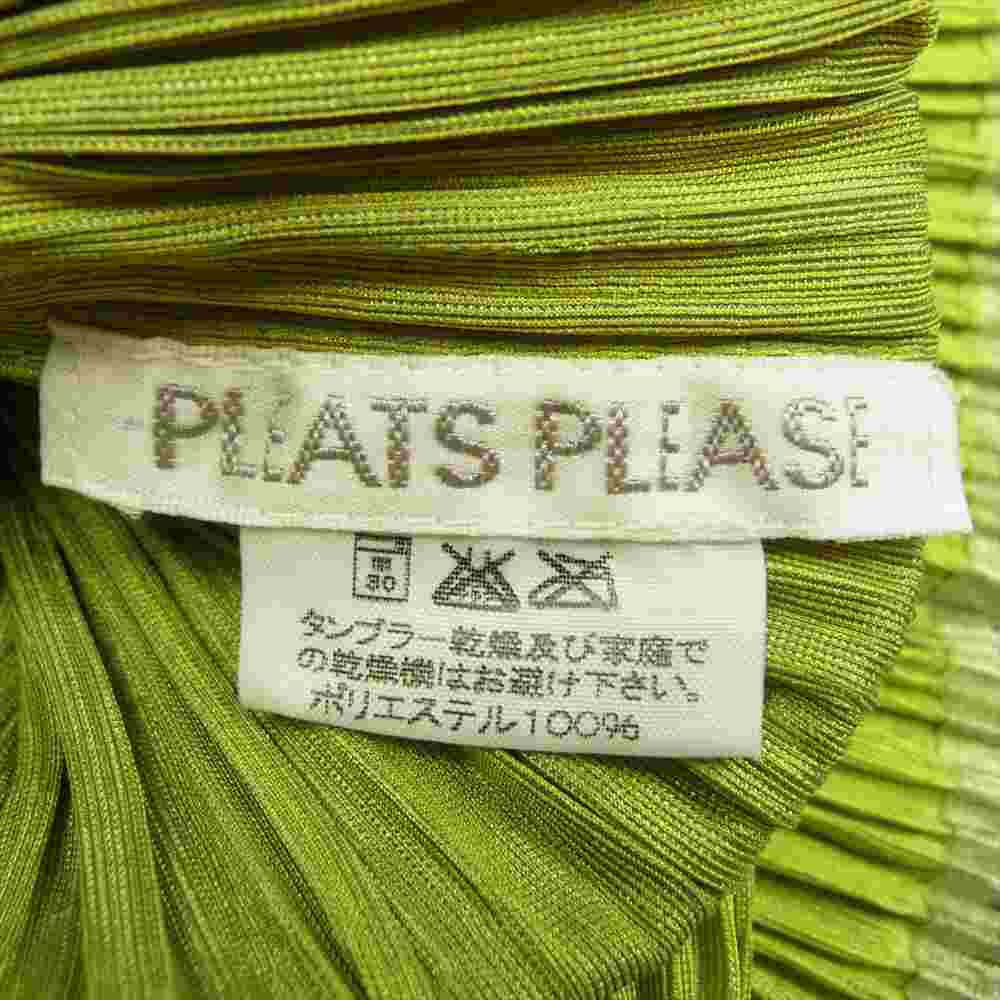 PLEATS PLEASE
30
タンブラー乾燥及び家庭で
の乾燥機はお避け下さい。
ポリエステル100%